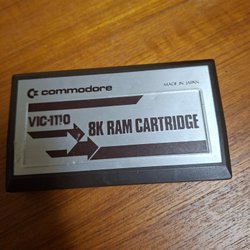 commodore
MADE IN JAPAN
VIC-1110
8K RAM CARTRIDGE